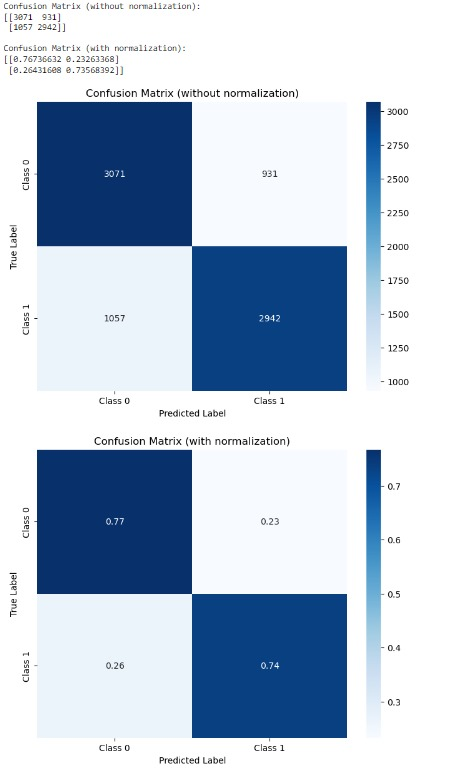 Confusion Matrix (without normalization):
[[3071  931]
 [1057 2942]]
Confusion Matrix (with normalization):
[[0.76736632 0.23263368]
 [0.26431608 0.73568392]]
Confusion Matrix (without normalization)
3000
2750
2500
2250
2000
1750
1500
1250
1000
Class 0
3071
931
True Label
Class 1
1057
2942
Class 0
Class 1
Predicted Label
Confusion Matrix (with normalization)
0.7
0.6
0.5
0.4
0.3
Class 0
0.77
0.23
True Label
Class 1
0.26
0.74
Class 0
Class 1
Predicted Label